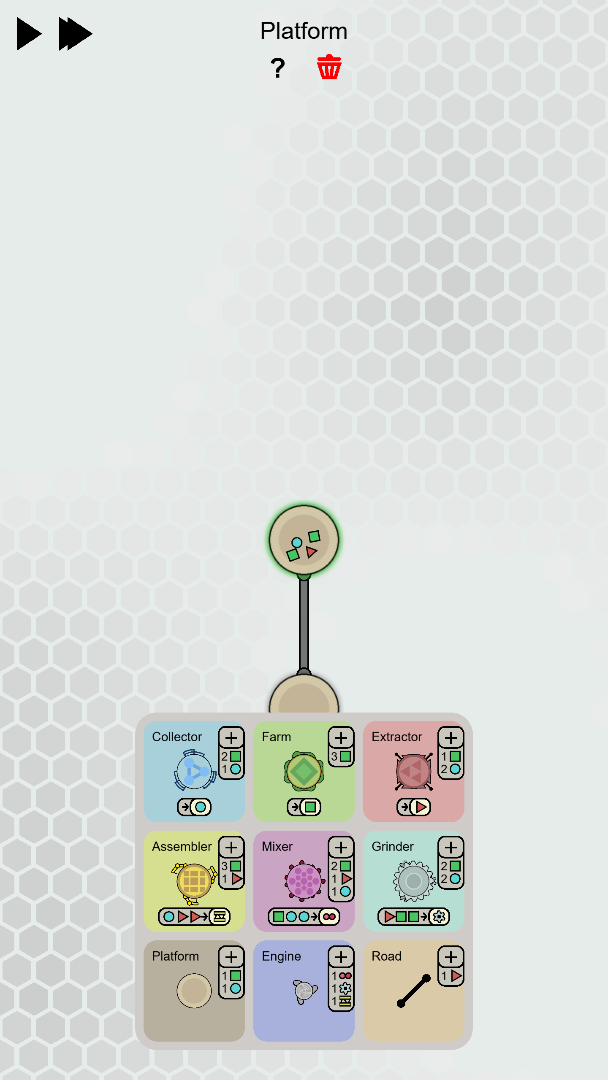 Platform
?
Collector + Farm + Extractor +
2 3 1
1 2
Assembler + Mixer + Grinder +
3 2 2
1 1 2
1
Platform + Engine + Road +
1 1 1
1 1
1